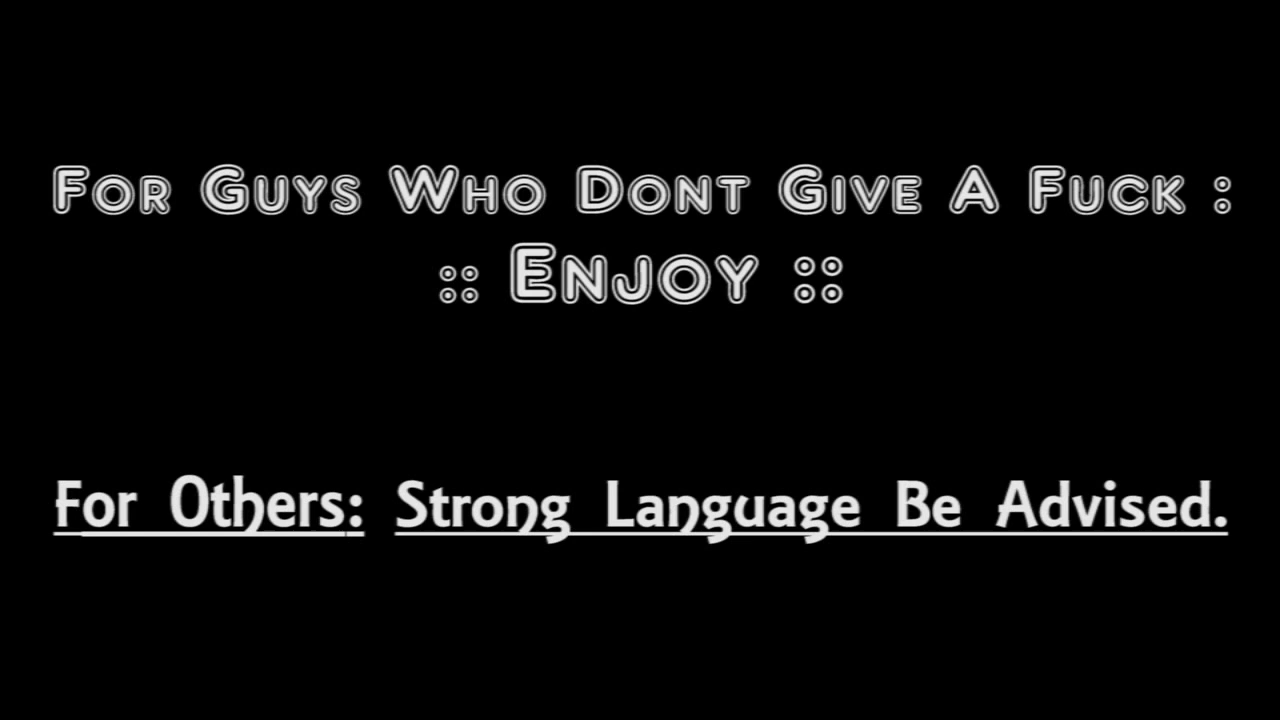 For Guys Who Dont Give A Fuck :
:: Enjoy ::
For Others: Strong Language Be Advised.